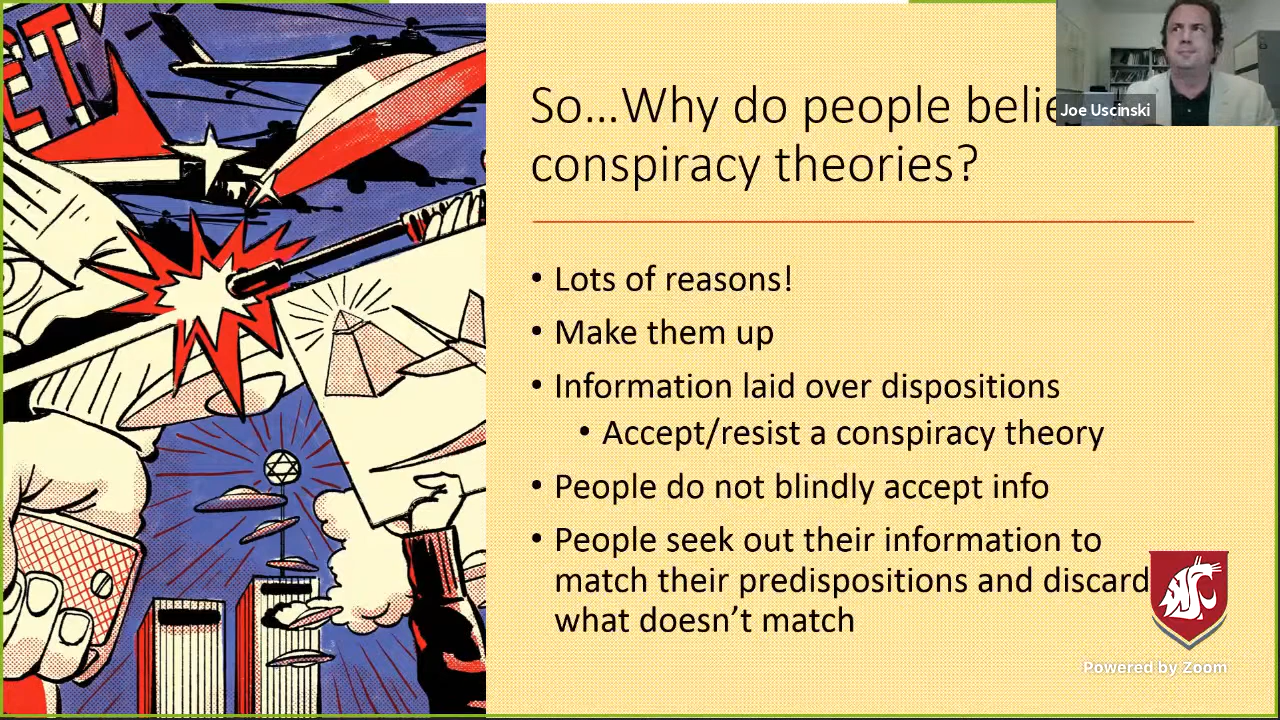 ET
So...Why do people belie
Joe Uscinski
conspiracy theories?
• Lots of reasons!
• Make them up
• Information laid over dispositions
• Accept/resist a conspiracy theory
• People do not blindly accept info
• People seek out their information to
match their predispositions and discard
what doesn't match
Powered by Zoom